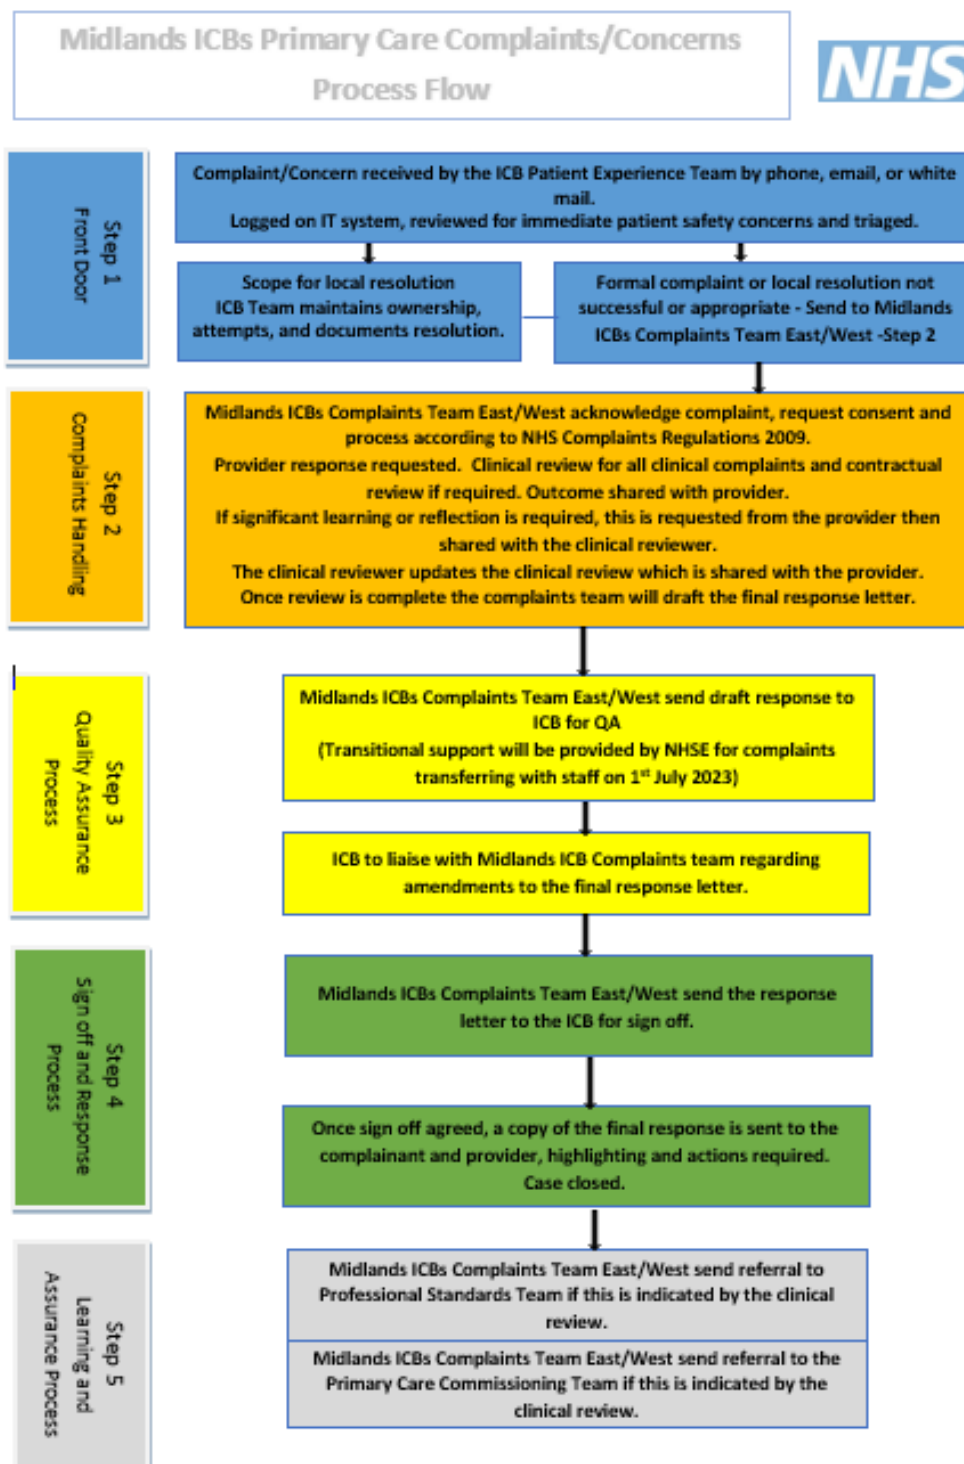 Midlands ICBs Primary Care Complaints/Concerns
Process Flow
NHS
Step 1
Front Door
Complaint/Concern received by the ICB Patient Experience Team by phone, email, or white
mail.
Logged on IT system, reviewed for immediate patient safety concerns and triaged.
Scope for local resolution
ICB Team maintains ownership,
attempts, and documents resolution.
Formal complaint or local resolution not
successful or appropriate - Send to Midlands
ICBs Complaints Team East/West -Step 2
Step 2
Complaints Handling
Midlands ICBs Complaints Team East/West acknowledge complaint, request consent and
process according to NHS Complaints Regulations 2009.
Provider response requested. Clinical review for all clinical complaints and contractual
review if required. Outcome shared with provider.
If significant learning or reflection is required, this is requested from the provider then
shared with the clinical reviewer.
The clinical reviewer updates the clinical review which is shared with the provider.
Once review is complete the complaints team will draft the final response letter.
Step 3
Quality Assurance
Process
Midlands ICBs Complaints Team East/West send draft response to
ICB for QA
(Transitional support will be provided by NHSE for complaints
transferring with staff on 1st July 2023)
ICB to liaise with Midlands ICB Complaints team regarding
amendments to the final response letter.
Step 4
Sign off and Response
Process
Midlands ICBs Complaints Team East/West send the response
letter to the ICB for sign off.
Once sign off agreed, a copy of the final response is sent to the
complainant and provider, highlighting and actions required.
Case closed.
Step 5
Learning and
Assurance Process
Midlands ICBs Complaints Team East/West send referral to
Professional Standards Team if this is indicated by the clinical
review.
Midlands ICBs Complaints Team East/West send referral to the
Primary Care Commissioning Team if this is indicated by the
clinical review.